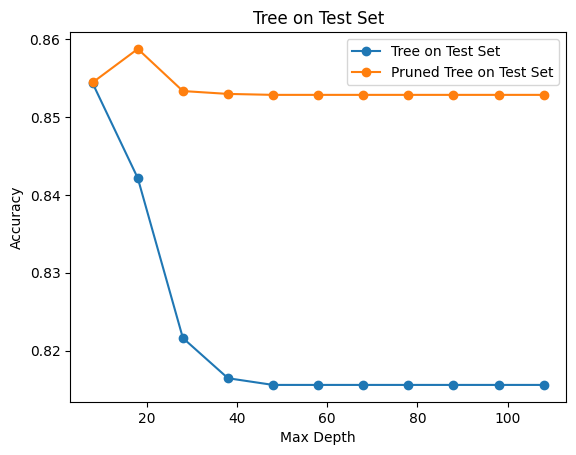 Tree on Test Set
Tree on Test Set
Pruned Tree on Test Set
0.86
0.85
0.84
0.83
0.82
Accuracy
20 40 60 80 100
Max Depth